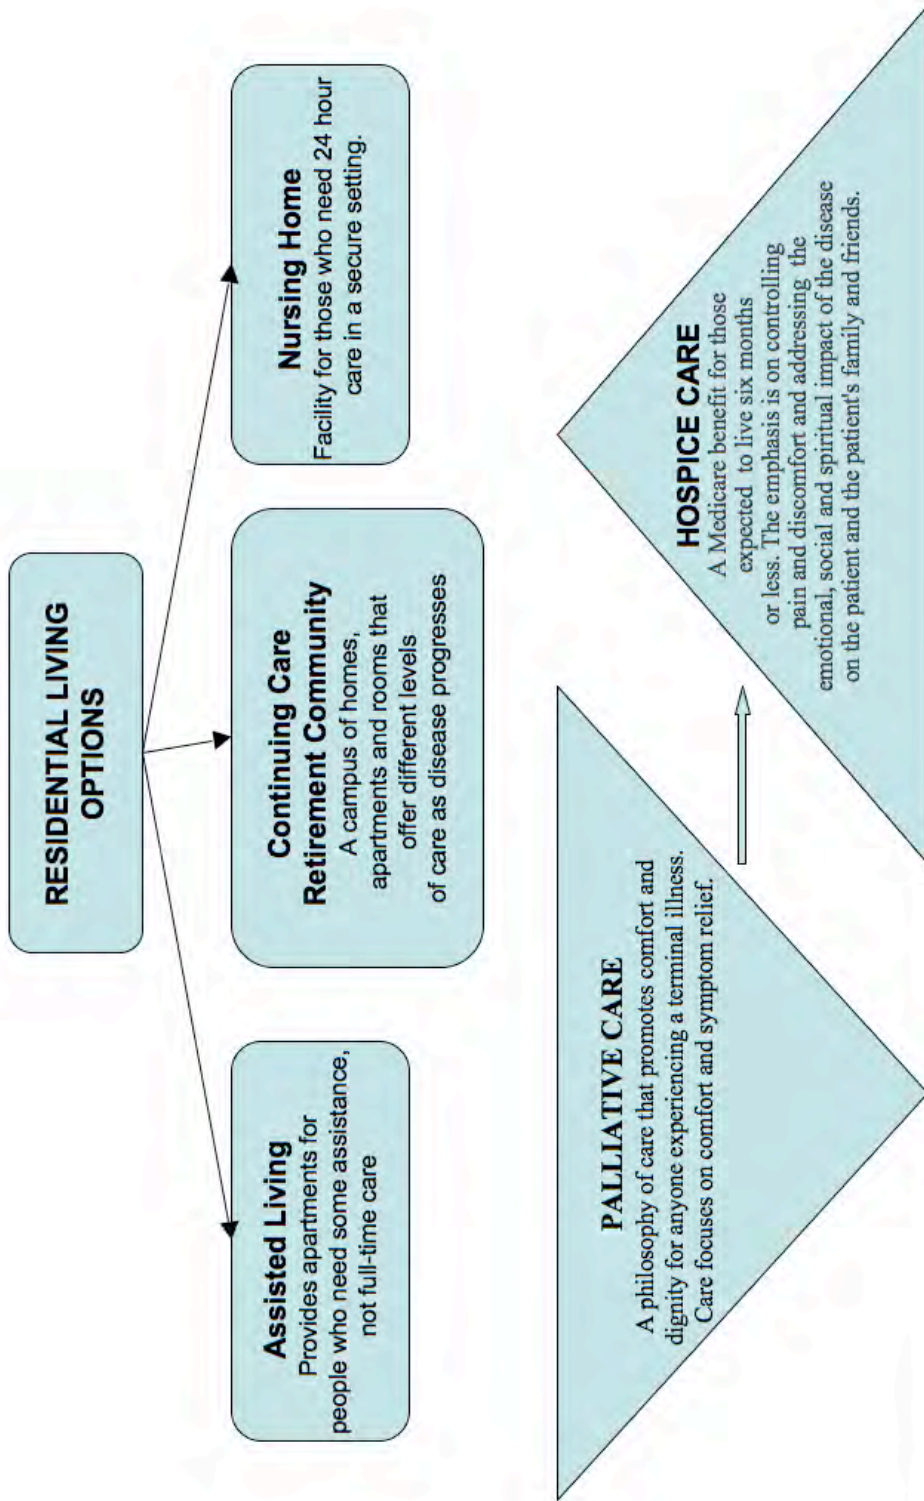 RESIDENTIAL LIVING
OPTIONS
Assisted Living
Provides apartments for
people who need some assistance,
not full-time care
Continuing Care
Retirement Community
A campus of homes,
apartments and rooms that
offer different levels
of care as disease progresses
Nursing Home
Facility for those who need 24 hour
care in a secure setting.
PALLIATIVE CARE
A philosophy of care that promotes comfort and
dignity for anyone experiencing a terminal illness.
Care focuses on comfort and symptom relief.
HOSPICE CARE
A Medicare benefit for those
expected to live six months
or less. The emphasis is on controlling
pain and discomfort and addressing the
emotional, social and spiritual impact of the disease
on the patient and the patient's family and friends.